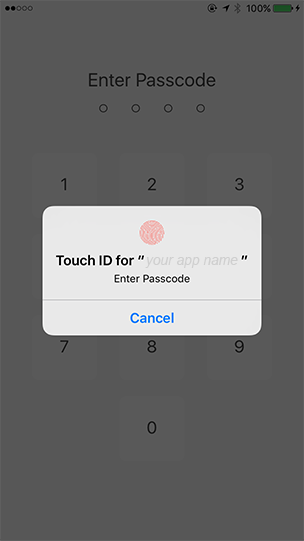 100%
Enter Passcode
1 2 3
Touch ID for “your app name”
Enter Passcode
Cancel
7 8 9
0